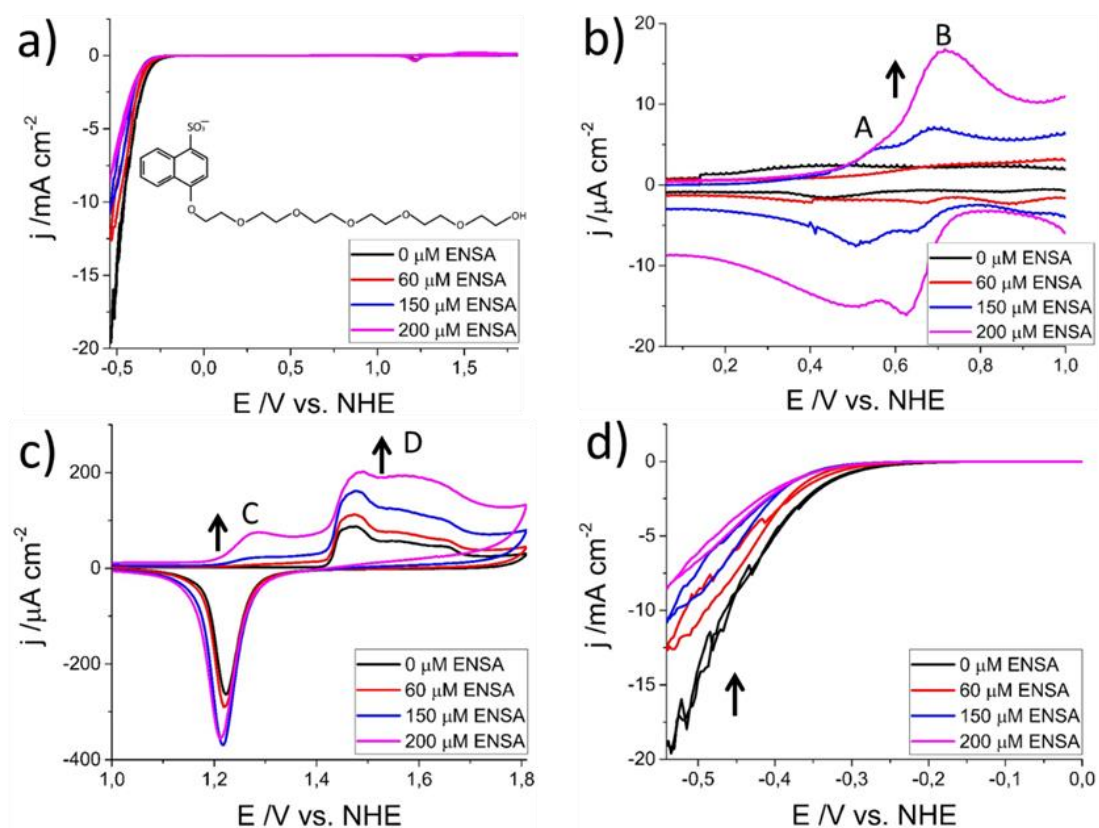 a)
j /mA cm⁻²
0
-5
-10
-15
-20
-0,5 0,0 0,5 1,0 1,5
E /V vs. NHE
SO₃⁻
O O O O O O OH
0 μM ENSA
60 μM ENSA
150 μM ENSA
200 μM ENSA
b)
j /μA cm⁻²
20
10
0
-10
-20
0,2 0,4 0,6 0,8 1,0
E /V vs. NHE
A
B
0 μM ENSA
60 μM ENSA
150 μM ENSA
200 μM ENSA
c)
j /μA cm⁻²
200
0
-200
-400
1,0 1,2 1,4 1,6 1,8
E /V vs. NHE
C
D
0 μM ENSA
60 μM ENSA
150 μM ENSA
200 μM ENSA
d)
j /mA cm⁻²
0
-5
-10
-15
-20
-0,5 -0,4 -0,3 -0,2 -0,1 0,0
E /V vs. NHE
0 μM ENSA
60 μM ENSA
150 μM ENSA
200 μM ENSA